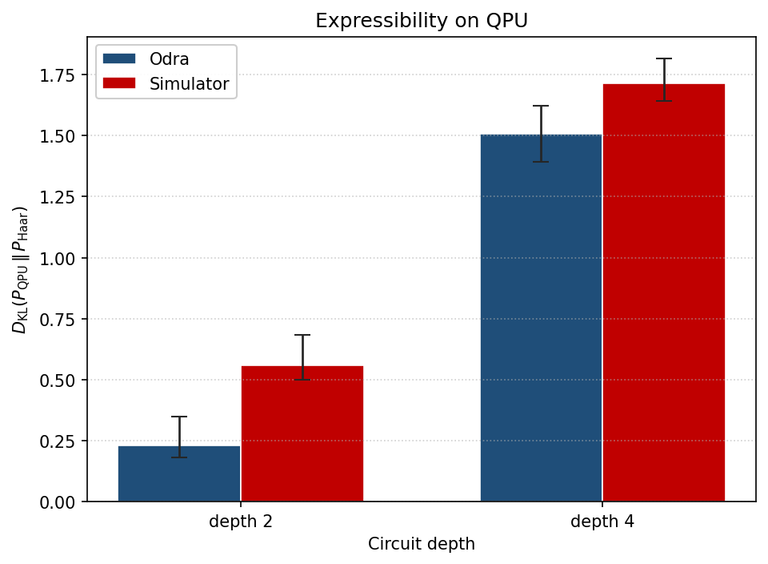 Expressibility on QPU
Odra
Simulator
1.75
1.50
1.25
1.00
0.75
0.50
0.25
0.00
D_KL(P_QPU ∥ P_Haar)
depth 2
depth 4
Circuit depth